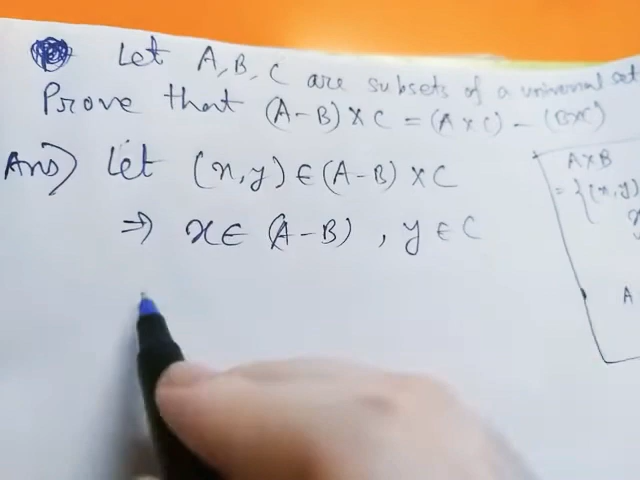 Let A, B, C are subsets of a universal set
Prove that (A-B) × C = (A × C) - (B×C)
Ans) Let (x, y) ∈ (A-B) × C
⇒ x ∈ (A-B), y ∈ C
A×B
= {(x, y)
x
A